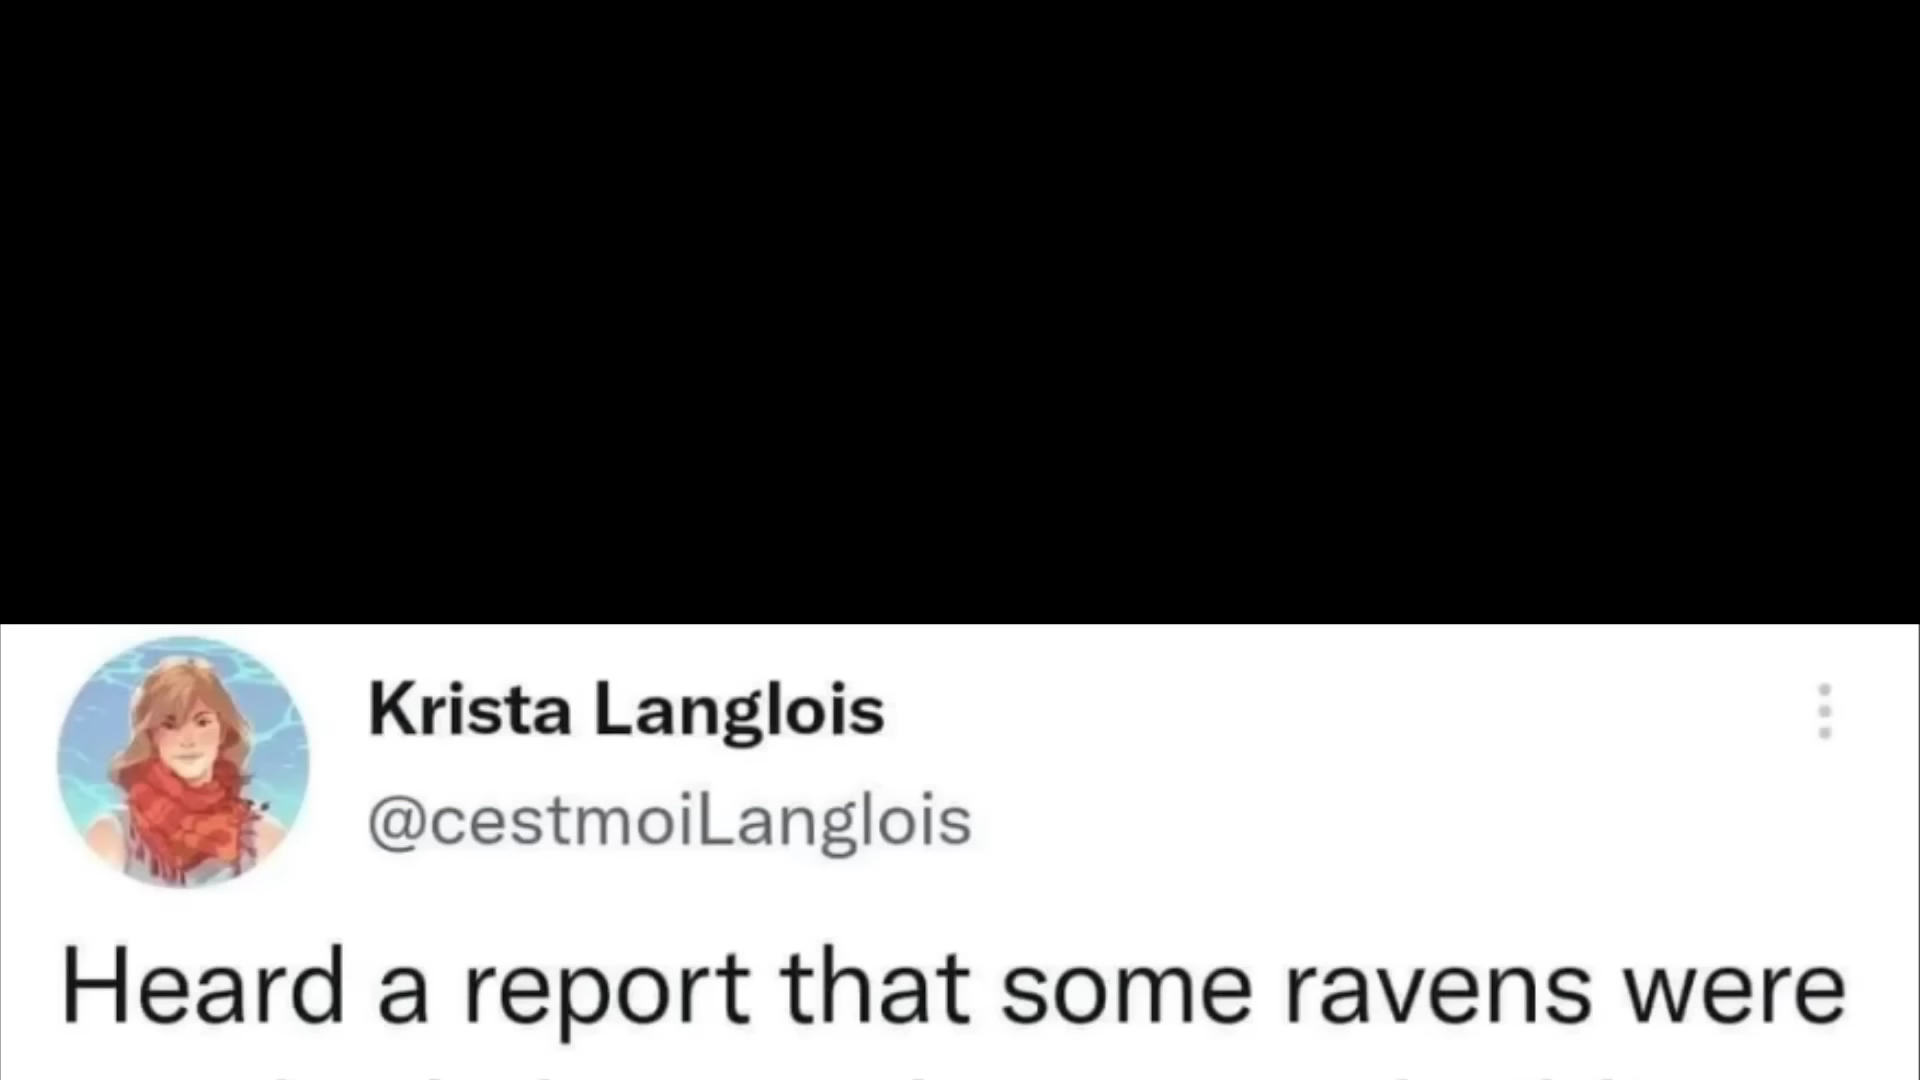 Krista Langlois
@cestmoiLanglois
Heard a report that some ravens were